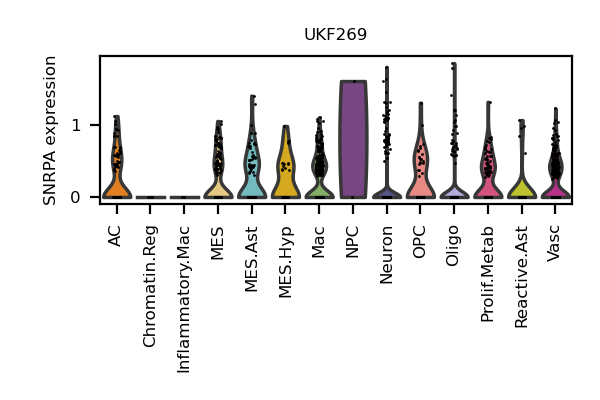 UKF269
SNRPA expression
1
0
AC
Chromatin.Reg
Inflammatory.Mac
MES
MES.Ast
MES.Hyp
Mac
NPC
Neuron
OPC
Oligo
Prolif.Metab
Reactive.Ast
Vasc